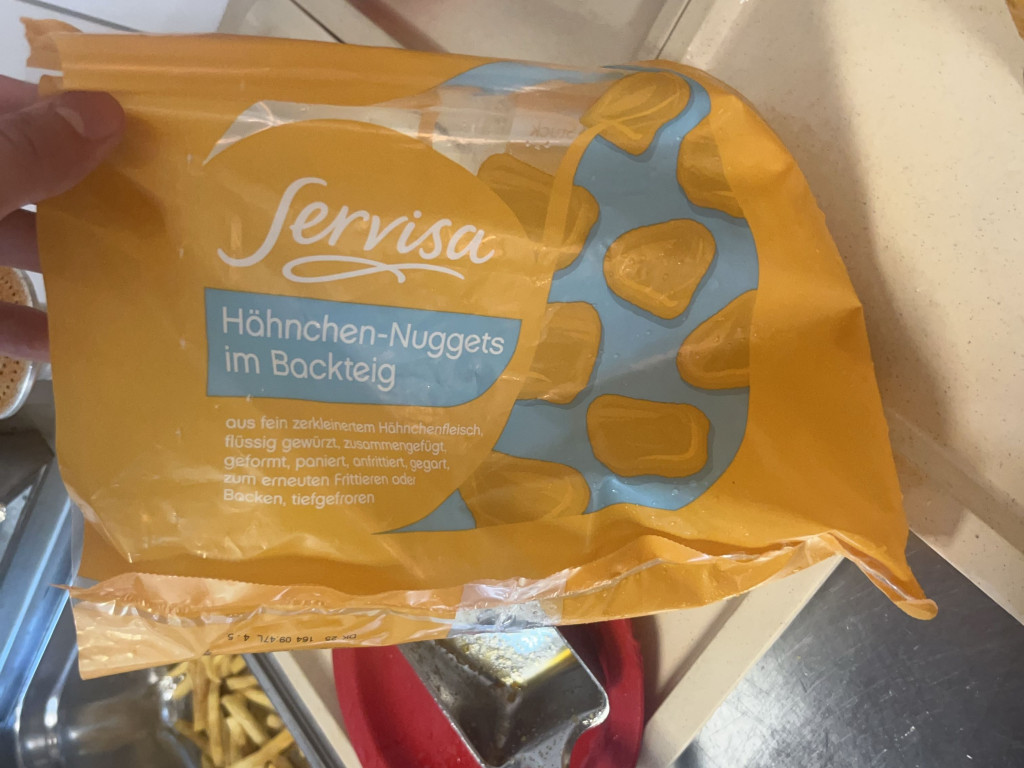 Servisa
Hähnchen-Nuggets
im Backteig
aus fein zerkleinertem Hähnchenfleisch,
flüssig gewürzt, zusammengefügt,
geformt, paniert, anfrittiert, gegart,
zum erneuten Frittieren oder
Backen, tiefgefroren